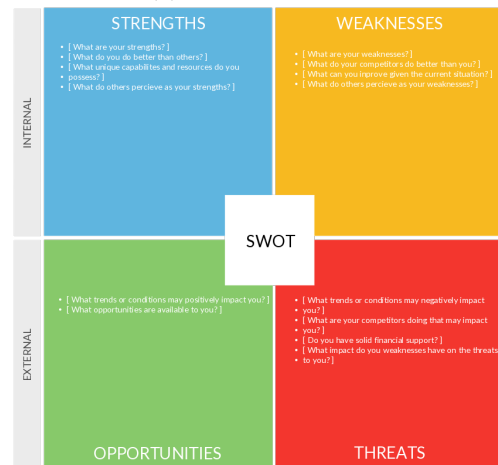 STRENGTHS
• [ What are your strengths? ]
• [ What do you do better than others? ]
• [ What unique capabilites and resources do you
• possess? ]
• [ What do others percieve as your strengths? ]
WEAKNESSES
• [ What are your weaknesses? ]
• [ What do your competitors do better than you? ]
• [ What can you inprove given the current situation? ]
• [ What do others percieve as your weaknesses? ]
INTERNAL
SWOT
EXTERNAL
• [ What trends or conditions may positively impact you? ]
• [ What opportunities are available to you? ]
OPPORTUNITIES
• [ What trends or conditions may negatively impact
• you? ]
• [ What are your competitors doing that may impact
• you? ]
• [ Do you have solid financial support? ]
• [ What impact do you weaknesses have on the threats
• to you? ]
THREATS